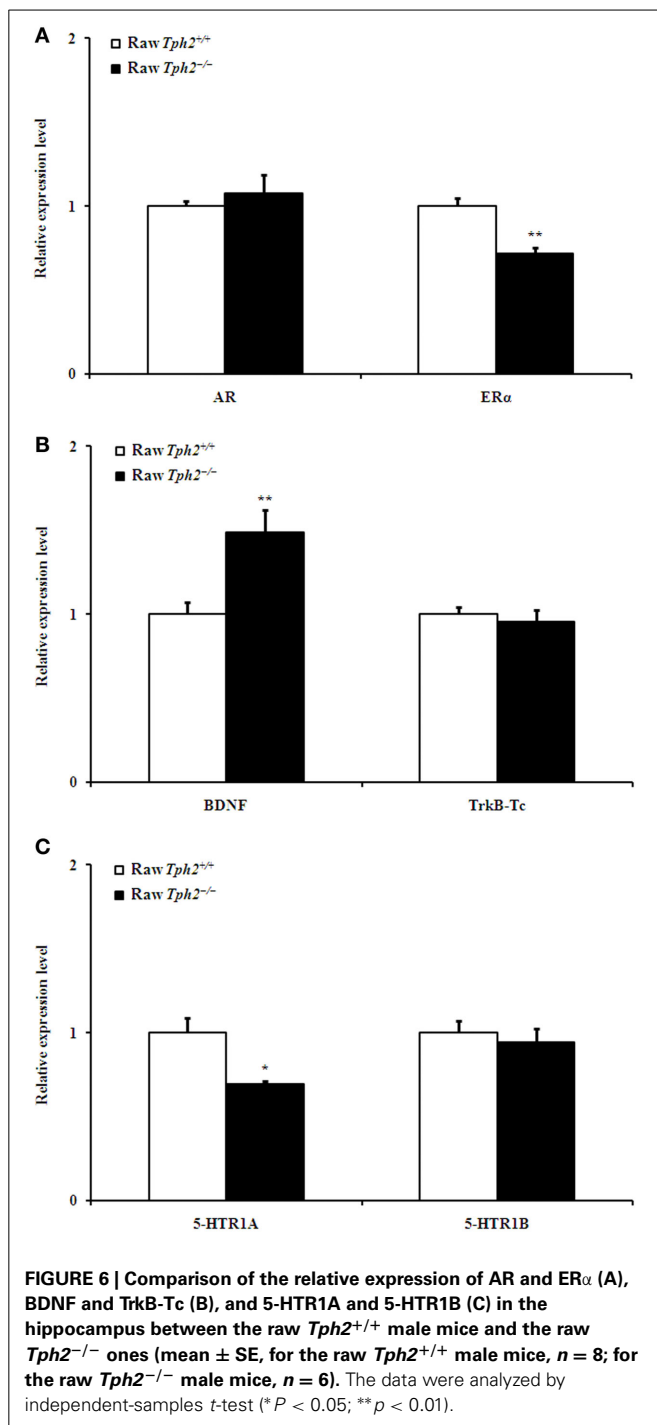 A
2
Raw Tph2+/+
Raw Tph2−/−
Relative expression level
1
**
0
AR ERα
B
2
Raw Tph2+/+
Raw Tph2−/−
**
Relative expression level
1
0
BDNF TrkB-Tc
C
2
Raw Tph2+/+
Raw Tph2−/−
Relative expression level
1
*
0
5-HTR1A 5-HTR1B
FIGURE 6 | Comparison of the relative expression of AR and ERα (A),
BDNF and TrkB-Tc (B), and 5-HTR1A and 5-HTR1B (C) in the
hippocampus between the raw Tph2+/+ male mice and the raw
Tph2−/− ones (mean ± SE, for the raw Tph2+/+ male mice, n = 8; for
the raw Tph2−/− male mice, n = 6). The data were analyzed by
independent-samples t-test (*P < 0.05; **p < 0.01).